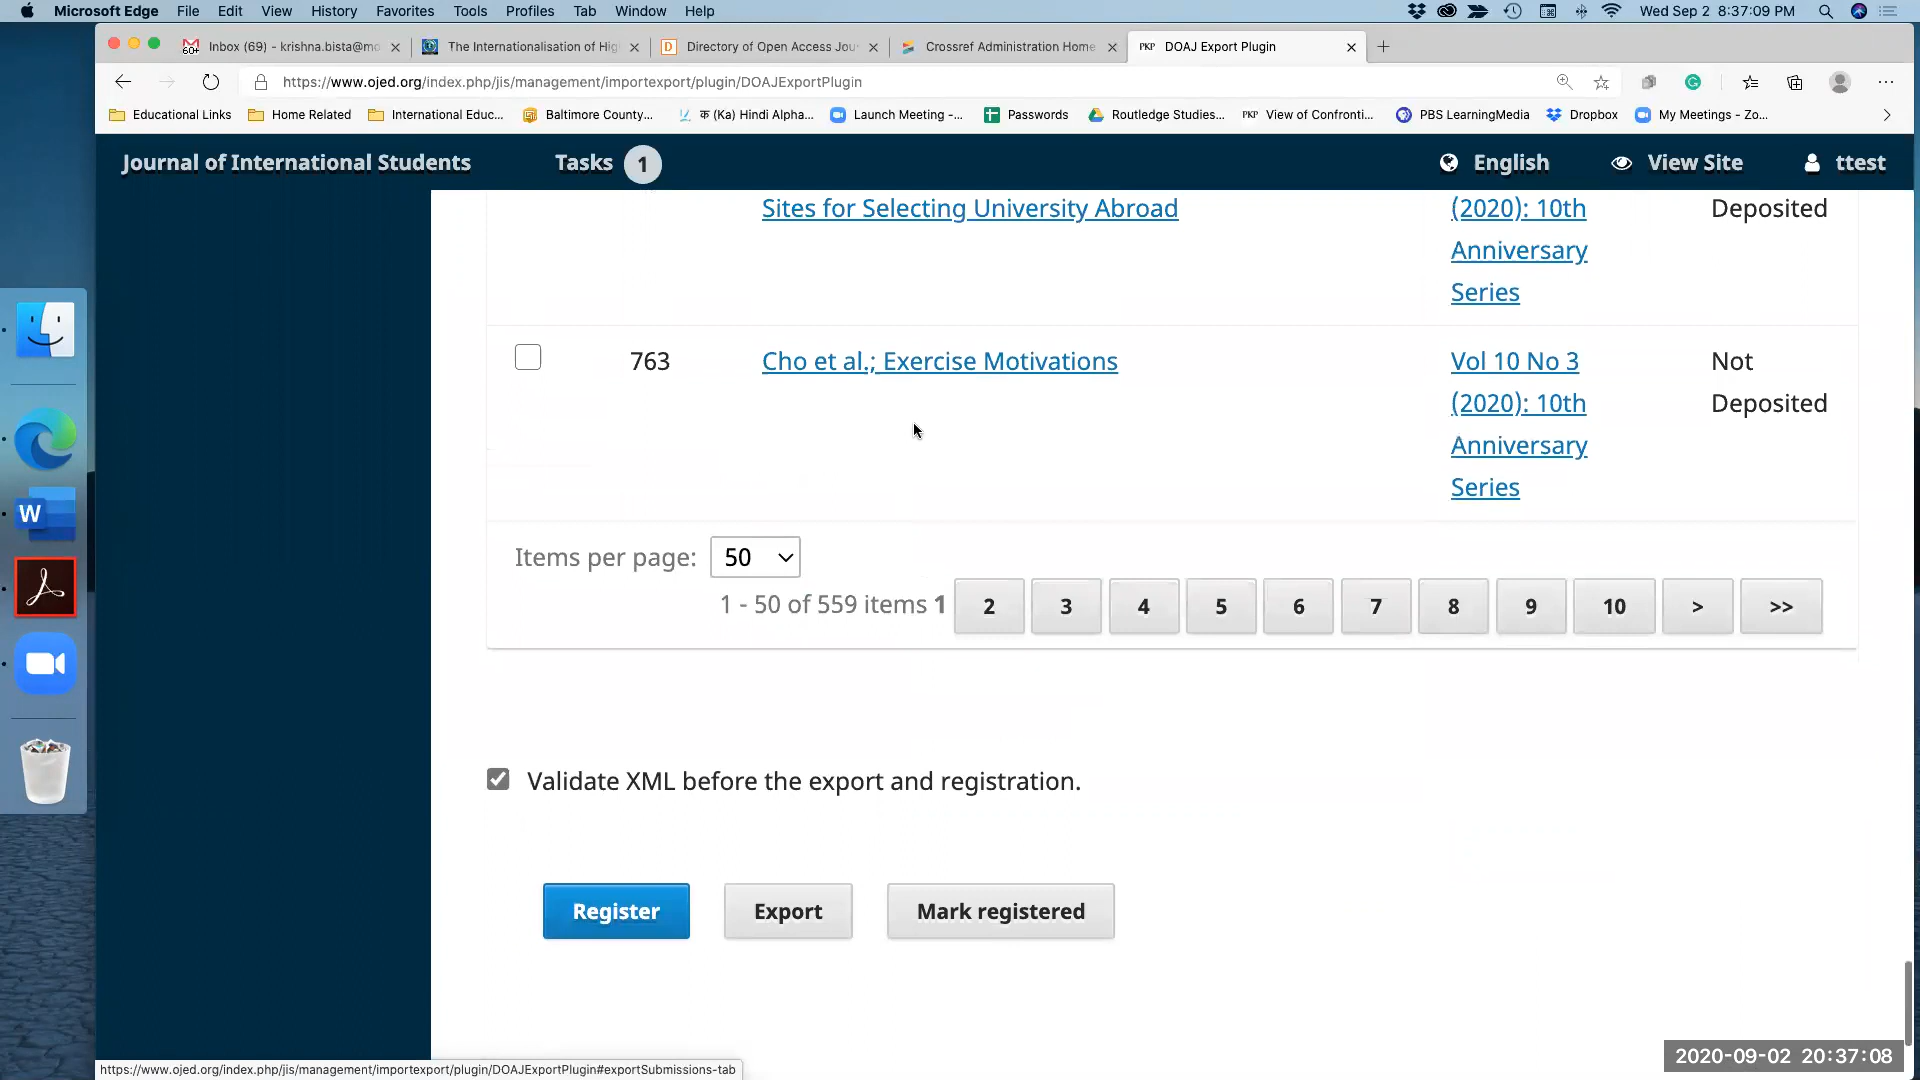 Microsoft Edge File Edit View History Favorites Tools Profiles Tab Window Help Wed Sep 2 8:37:09 PM
60+ Inbox (69) - krishna.bista@mo The Internationalisation of Hig Directory of Open Access Jou Crossref Administration Home PKP DOAJ Export Plugin
https://www.ojed.org/index.php/jis/management/importexport/plugin/DOAJExportPlugin
Educational Links Home Related International Educ... Baltimore County... क (Ka) Hindi Alpha... Launch Meeting -... Passwords Routledge Studies... PKP View of Confronti... PBS LearningMedia Dropbox My Meetings - Zo...
Journal of International Students Tasks 1 English View Site ttest
Sites for Selecting University Abroad (2020): 10th Deposited
Anniversary
Series
763 Cho et al.; Exercise Motivations Vol 10 No 3 Not
(2020): 10th Deposited
Anniversary
Series
Items per page: 50
1 - 50 of 559 items 1 2 3 4 5 6 7 8 9 10 > >>
Validate XML before the export and registration.
Register Export Mark registered
2020-09-02 20:37:08
https://www.ojed.org/index.php/jis/management/importexport/plugin/DOAJExportPlugin#exportSubmissions-tab